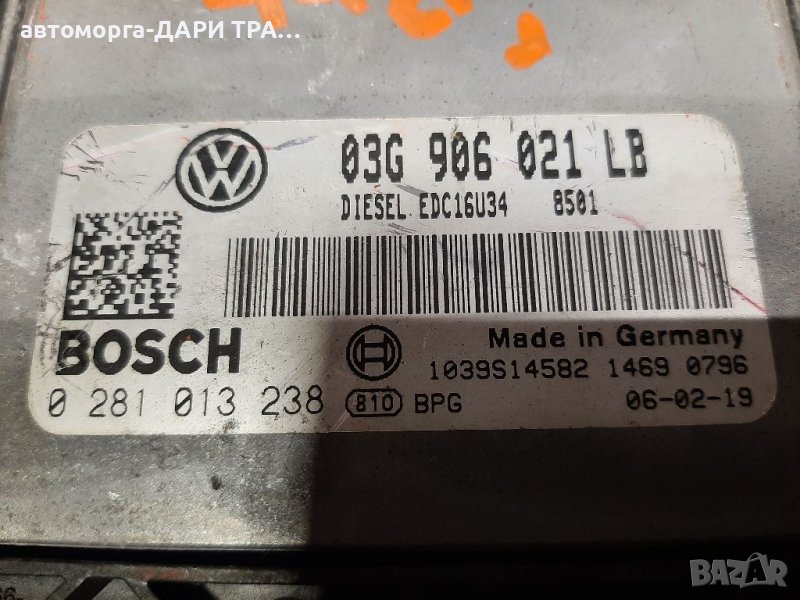 автоморга-ДАРИ ТРА...
03G 906 021 LB
DIESEL EDC16U34 8501
BOSCH
Made in Germany
1039S14582 1469 0796
0 281 013 238 810 BPG 06-02-19
BAZAR